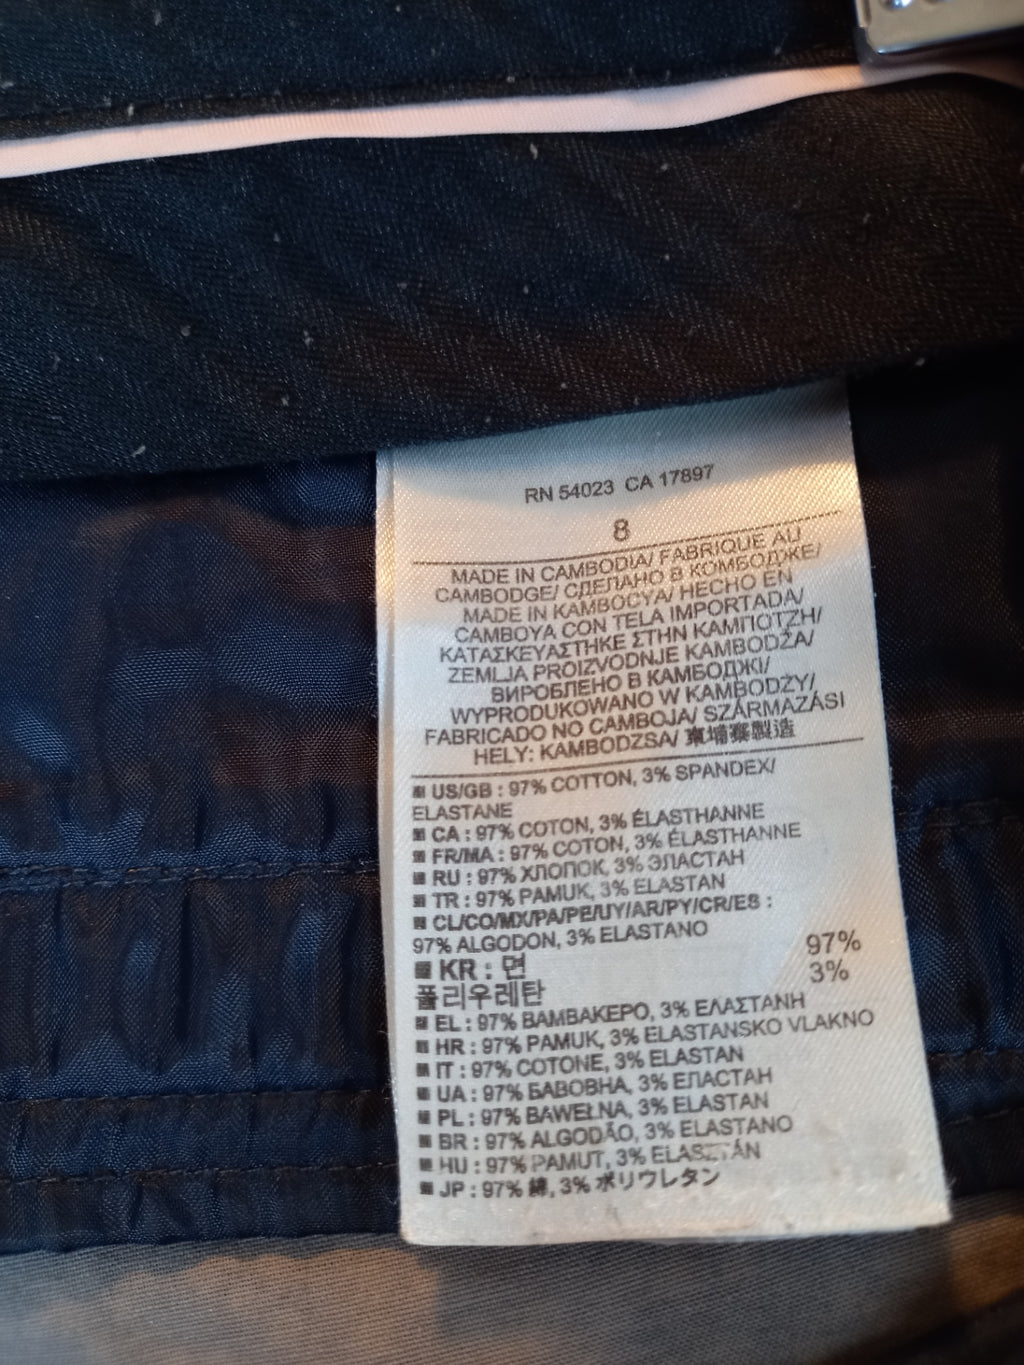 RN 54023 CA 17897
8
MADE IN CAMBODIA/ FABRIQUE AU
CAMBODGE/ СДЕЛАНО В КОМБОДЖЕ/
MADE IN KAMBOCYA/ HECHO EN
CAMBOYA CON TELA IMPORTADA/
ΚΑΤΑΣΚΕΥΑΣΤΗΚΕ ΣΤΗΝ ΚΑΜΠΟΤΖΗ/
ZEMLJA PROIZVODNJE KAMBODŽA/
ВИРОБЛЕНО В КАМБОДЖІ/
WYPRODUKOWANO W KAMBODŻY/
FABRICADO NO CAMBOJA/ SZÁRMAZÁSI
HELY: KAMBODZSA/ 柬埔寨製造
US/GB : 97% COTTON, 3% SPANDEX/
ELASTANE
CA : 97% COTON, 3% ÉLASTHANNE
FR/MA : 97% COTON, 3% ÉLASTHANNE
RU : 97% ХЛОПОК, 3% ЭЛАСТАН
TR : 97% PAMUK, 3% ELASTAN
CL/CO/MX/PA/PE/UY/AR/PY/CR/ES :
97% ALGODON, 3% ELASTANO
KR : 면 97%
폴리우레탄 3%
EL : 97% ΒΑΜΒΑΚΕΡΟ, 3% ΕΛΑΣΤΑΝΗ
HR : 97% PAMUK, 3% ELASTANSKO VLAKNO
IT : 97% COTONE, 3% ELASTAN
UA : 97% БАВОВНА, 3% ЕЛАСТАН
PL : 97% BAWEŁNA, 3% ELASTAN
BR : 97% ALGODÃO, 3% ELASTANO
HU : 97% PAMUT, 3% ELASZTÁN
JP : 97% 綿, 3% ポリウレタン